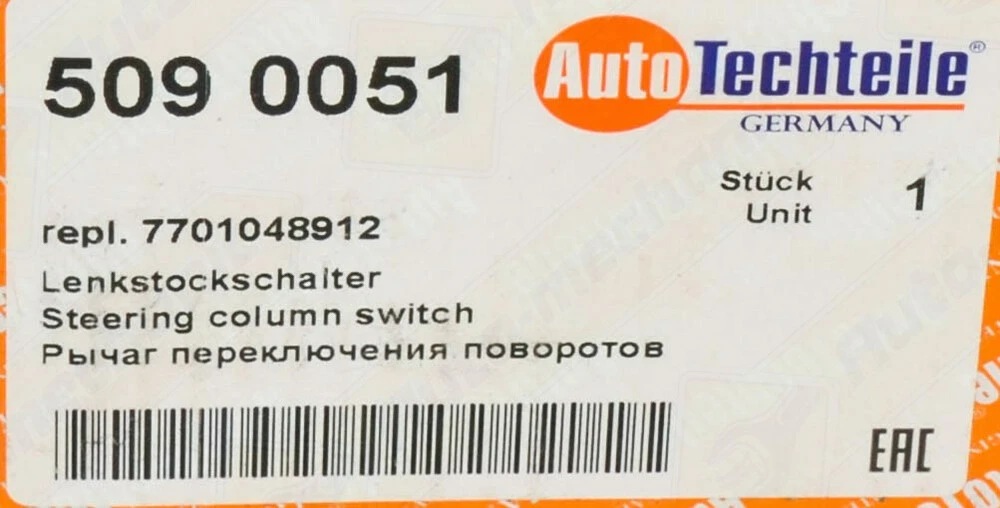 509 0051
AutoTechteile®
GERMANY
Stück 1
Unit
repl. 7701048912
Lenkstockschalter
Steering column switch
Рычаг переключения поворотов
EAC